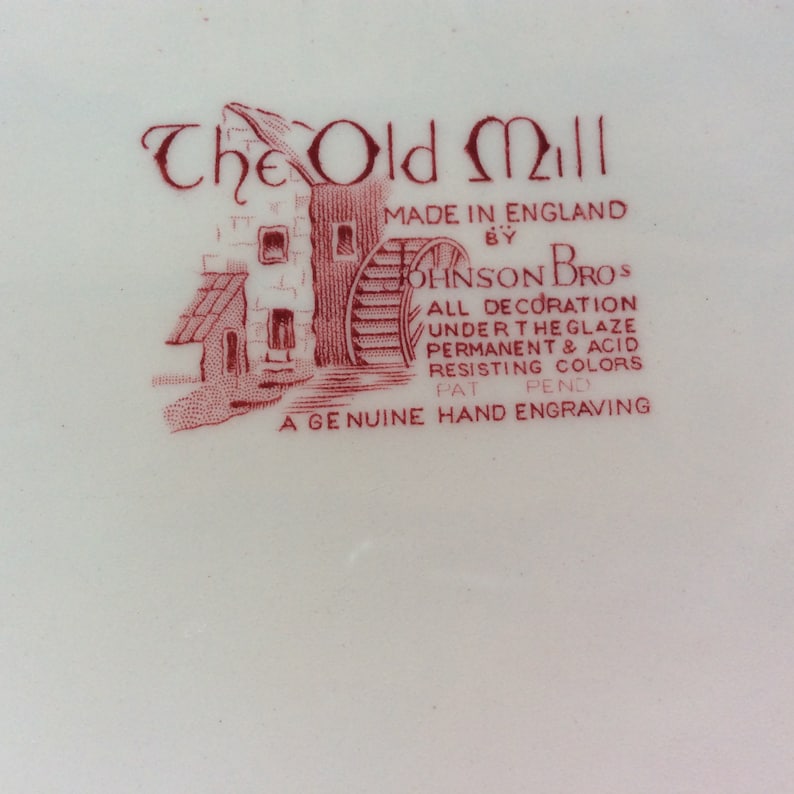 The Old Mill
MADE IN ENGLAND
BY
JOHNSON BROS
ALL DECORATION
UNDER THE GLAZE
PERMANENT & ACID
RESISTING COLORS
PAT PEND
A GENUINE HAND ENGRAVING